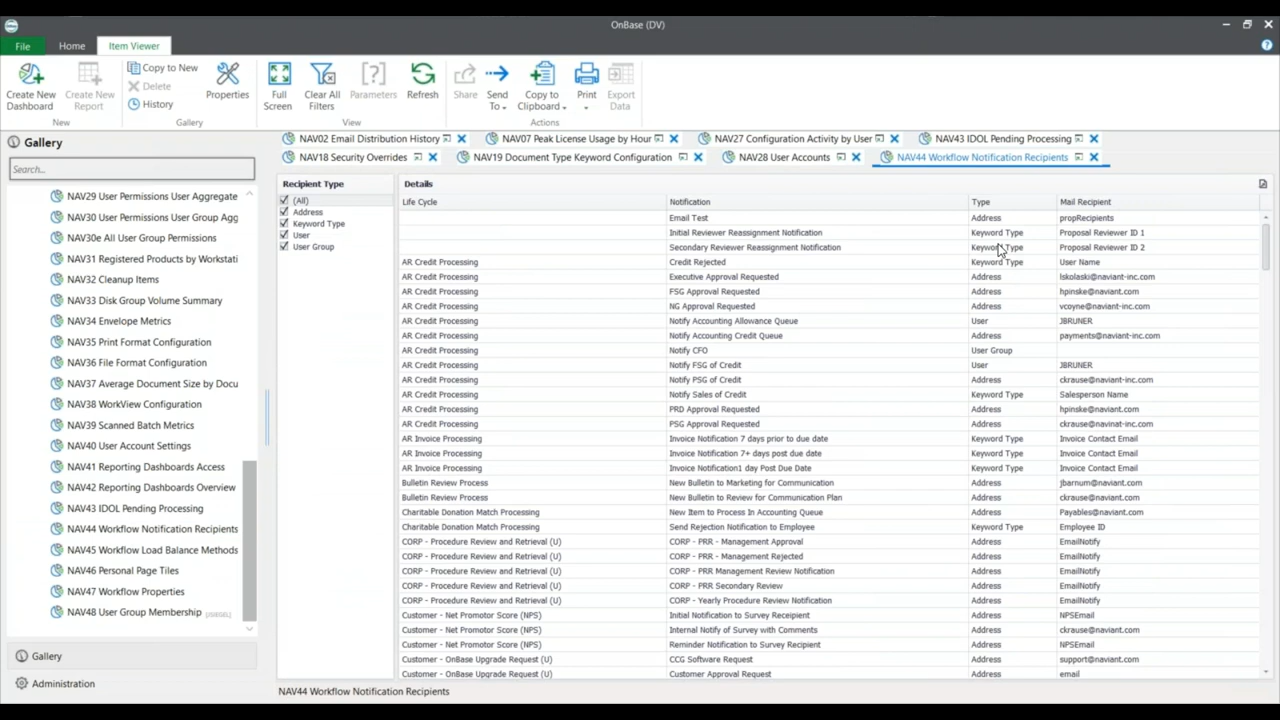 OnBase (DV)
File Home Item Viewer
Create New Dashboard
Create New Report
New
Copy to New
Delete
History
Gallery
Properties
Full Screen
Clear All Filters
Parameters
Refresh
View
Share
Send To
Copy to Clipboard
Print
Export Data
Actions
Gallery
Search...
NAV29 User Permissions User Aggregate
NAV30 User Permissions User Group Agg
NAV30e All User Group Permissions
NAV31 Registered Products by Workstati
NAV32 Cleanup Items
NAV33 Disk Group Volume Summary
NAV34 Envelope Metrics
NAV35 Print Format Configuration
NAV36 File Format Configuration
NAV37 Average Document Size by Docu
NAV38 WorkView Configuration
NAV39 Scanned Batch Metrics
NAV40 User Account Settings
NAV41 Reporting Dashboards Access
NAV42 Reporting Dashboards Overview
NAV43 IDOL Pending Processing
NAV44 Workflow Notification Recipients
NAV45 Workflow Load Balance Methods
NAV46 Personal Page Tiles
NAV47 Workflow Properties
NAV48 User Group Membership
Gallery
Administration
NAV02 Email Distribution History NAV07 Peak License Usage by Hour NAV27 Configuration Activity by User NAV43 IDOL Pending Processing
NAV18 Security Overrides NAV19 Document Type Keyword Configuration NAV28 User Accounts NAV44 Workflow Notification Recipients
Recipient Type
(All)
Address
Keyword Type
User
User Group
Details
Life Cycle Notification Type Mail Recipient
Email Test Address propRecipients
Initial Reviewer Reassignment Notification Keyword Type Proposal Reviewer ID 1
Secondary Reviewer Reassignment Notification Keyword Type Proposal Reviewer ID 2
AR Credit Processing Credit Rejected Keyword Type User Name
AR Credit Processing Executive Approval Requested Address lskolaski@naviant-inc.com
AR Credit Processing FSG Approval Requested Address hpinske@naviant.com
AR Credit Processing NG Approval Requested Address vcoyne@naviant-inc.com
AR Credit Processing Notify Accounting Allowance Queue User JBRUNER
AR Credit Processing Notify Accounting Credit Queue Address payments@naviant-inc.com
AR Credit Processing Notify CFO User Group
AR Credit Processing Notify FSG of Credit User JBRUNER
AR Credit Processing Notify PSG of Credit Address ckrause@naviant-inc.com
AR Credit Processing Notify Sales of Credit Keyword Type Salesperson Name
AR Credit Processing PRD Approval Requested Address hpinske@naviant.com
AR Credit Processing PSG Approval Requested Address ckrause@navinat-inc.com
AR Invoice Processing Invoice Notification 7 days prior to due date Keyword Type Invoice Contact Email
AR Invoice Processing Invoice Notification 7+ days post due date Keyword Type Invoice Contact Email
AR Invoice Processing Invoice Notification1 day Post Due Date Keyword Type Invoice Contact Email
Bulletin Review Process New Bulletin to Marketing for Communication Address jbarnum@naviant.com
Bulletin Review Process New Bulletin to Review for Communication Plan Address ckrause@naviant.com
Charitable Donation Match Processing New Item to Process In Accounting Queue Address Payables@naviant.com
Charitable Donation Match Processing Send Rejection Notification to Employee Keyword Type Employee ID
CORP - Procedure Review and Retrieval (U) CORP - PRR - Management Approval Address EmailNotify
CORP - Procedure Review and Retrieval (U) CORP - PRR - Management Rejected Address EmailNotify
CORP - Procedure Review and Retrieval (U) CORP - PRR Management Review Notification Address EmailNotify
CORP - Procedure Review and Retrieval (U) CORP - PRR Secondary Review Address EmailNotify
CORP - Procedure Review and Retrieval (U) CORP - Yearly Procedure Review Notification Address EmailNotify
Customer - Net Promotor Score (NPS) Initial Notification to Survey Receipient Address NPSEmail
Customer - Net Promotor Score (NPS) Internal Notify of Survey with Comments Address ckrause@naviant.com
Customer - Net Promotor Score (NPS) Reminder Notification to Survey Recipient Address NPSEmail
Customer - OnBase Upgrade Request (U) CCG Software Request Address support@naviant.com
Customer - OnBase Upgrade Request (U) Customer Approval Request Address email
NAV44 Workflow Notification Recipients